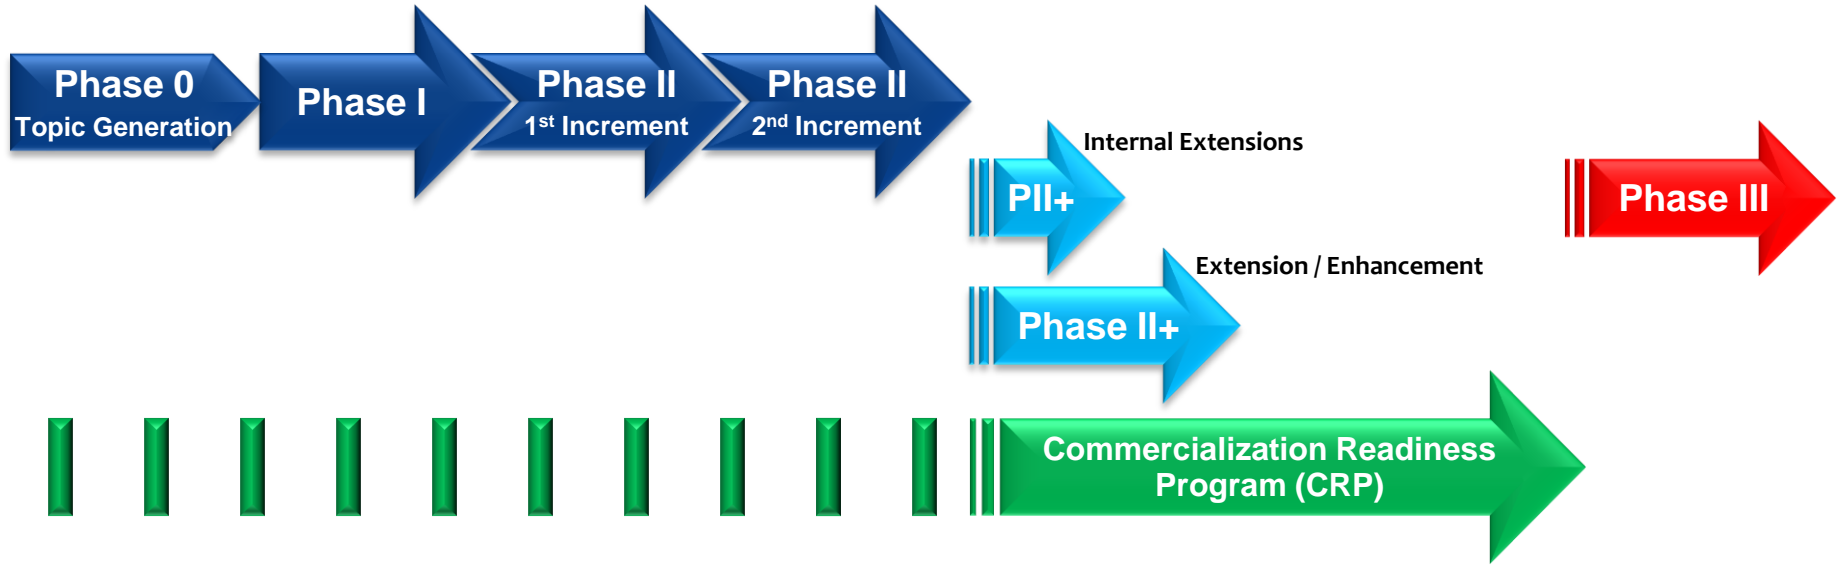 Phase 0
Topic Generation
Phase I
Phase II
1st Increment
Phase II
2nd Increment
Internal Extensions
PII+
Phase III
Extension / Enhancement
Phase II+
Commercialization Readiness
Program (CRP)